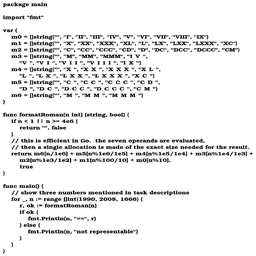 package main
import "fmt"
var (
m0 = []string{"", "I", "II", "III", "IV", "V", "VI", "VII", "VIII", "IX"}
m1 = []string{"", "X", "XX", "XXX", "XL", "L", "LX", "LXX", "LXXX", "XC"}
m2 = []string{"", "C", "CC", "CCC", "CD", "D", "DC", "DCC", "DCCC", "CM"}
m3 = []string{"", "M", "MM", "MMM", "I V",
"V", "V I", "V I I", "V I I I", "I X"}
m4 = []string{"", "X", "X X", "X X X", "X L",
"L", "L X", "L X X", "L X X X", "X C"}
m5 = []string{"", "C", "C C", "C C C", "C D",
"D", "D C", "D C C", "D C C C", "C M"}
m6 = []string{"", "M", "M M", "M M M"}
)
func formatRoman(n int) (string, bool) {
if n < 1 || n >= 4e6 {
return "", false
}
// this is efficient in Go. the seven operands are evaluated,
// then a single allocation is made of the exact size needed for the result.
return m6[n/1e6] + m5[n%1e6/1e5] + m4[n%1e5/1e4] + m3[n%1e4/1e3] +
m2[n%1e3/1e2] + m1[n%100/10] + m0[n%10],
true
}
func main() {
// show three numbers mentioned in task descriptions
for _, n := range []int{1990, 2008, 1666} {
r, ok := formatRoman(n)
if ok {
fmt.Println(n, "==", r)
} else {
fmt.Println(n, "not representable")
}
}
}